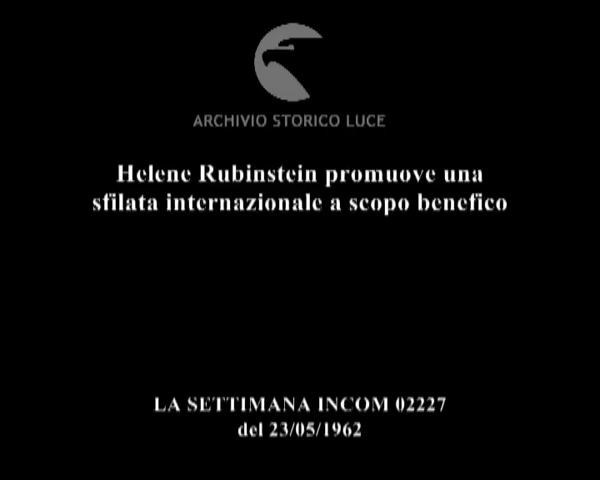 ARCHIVIO STORICO LUCE
Helene Rubinstein promuove una
sfilata internazionale a scopo benefico
LA SETTIMANA INCOM 02227
del 23/05/1962